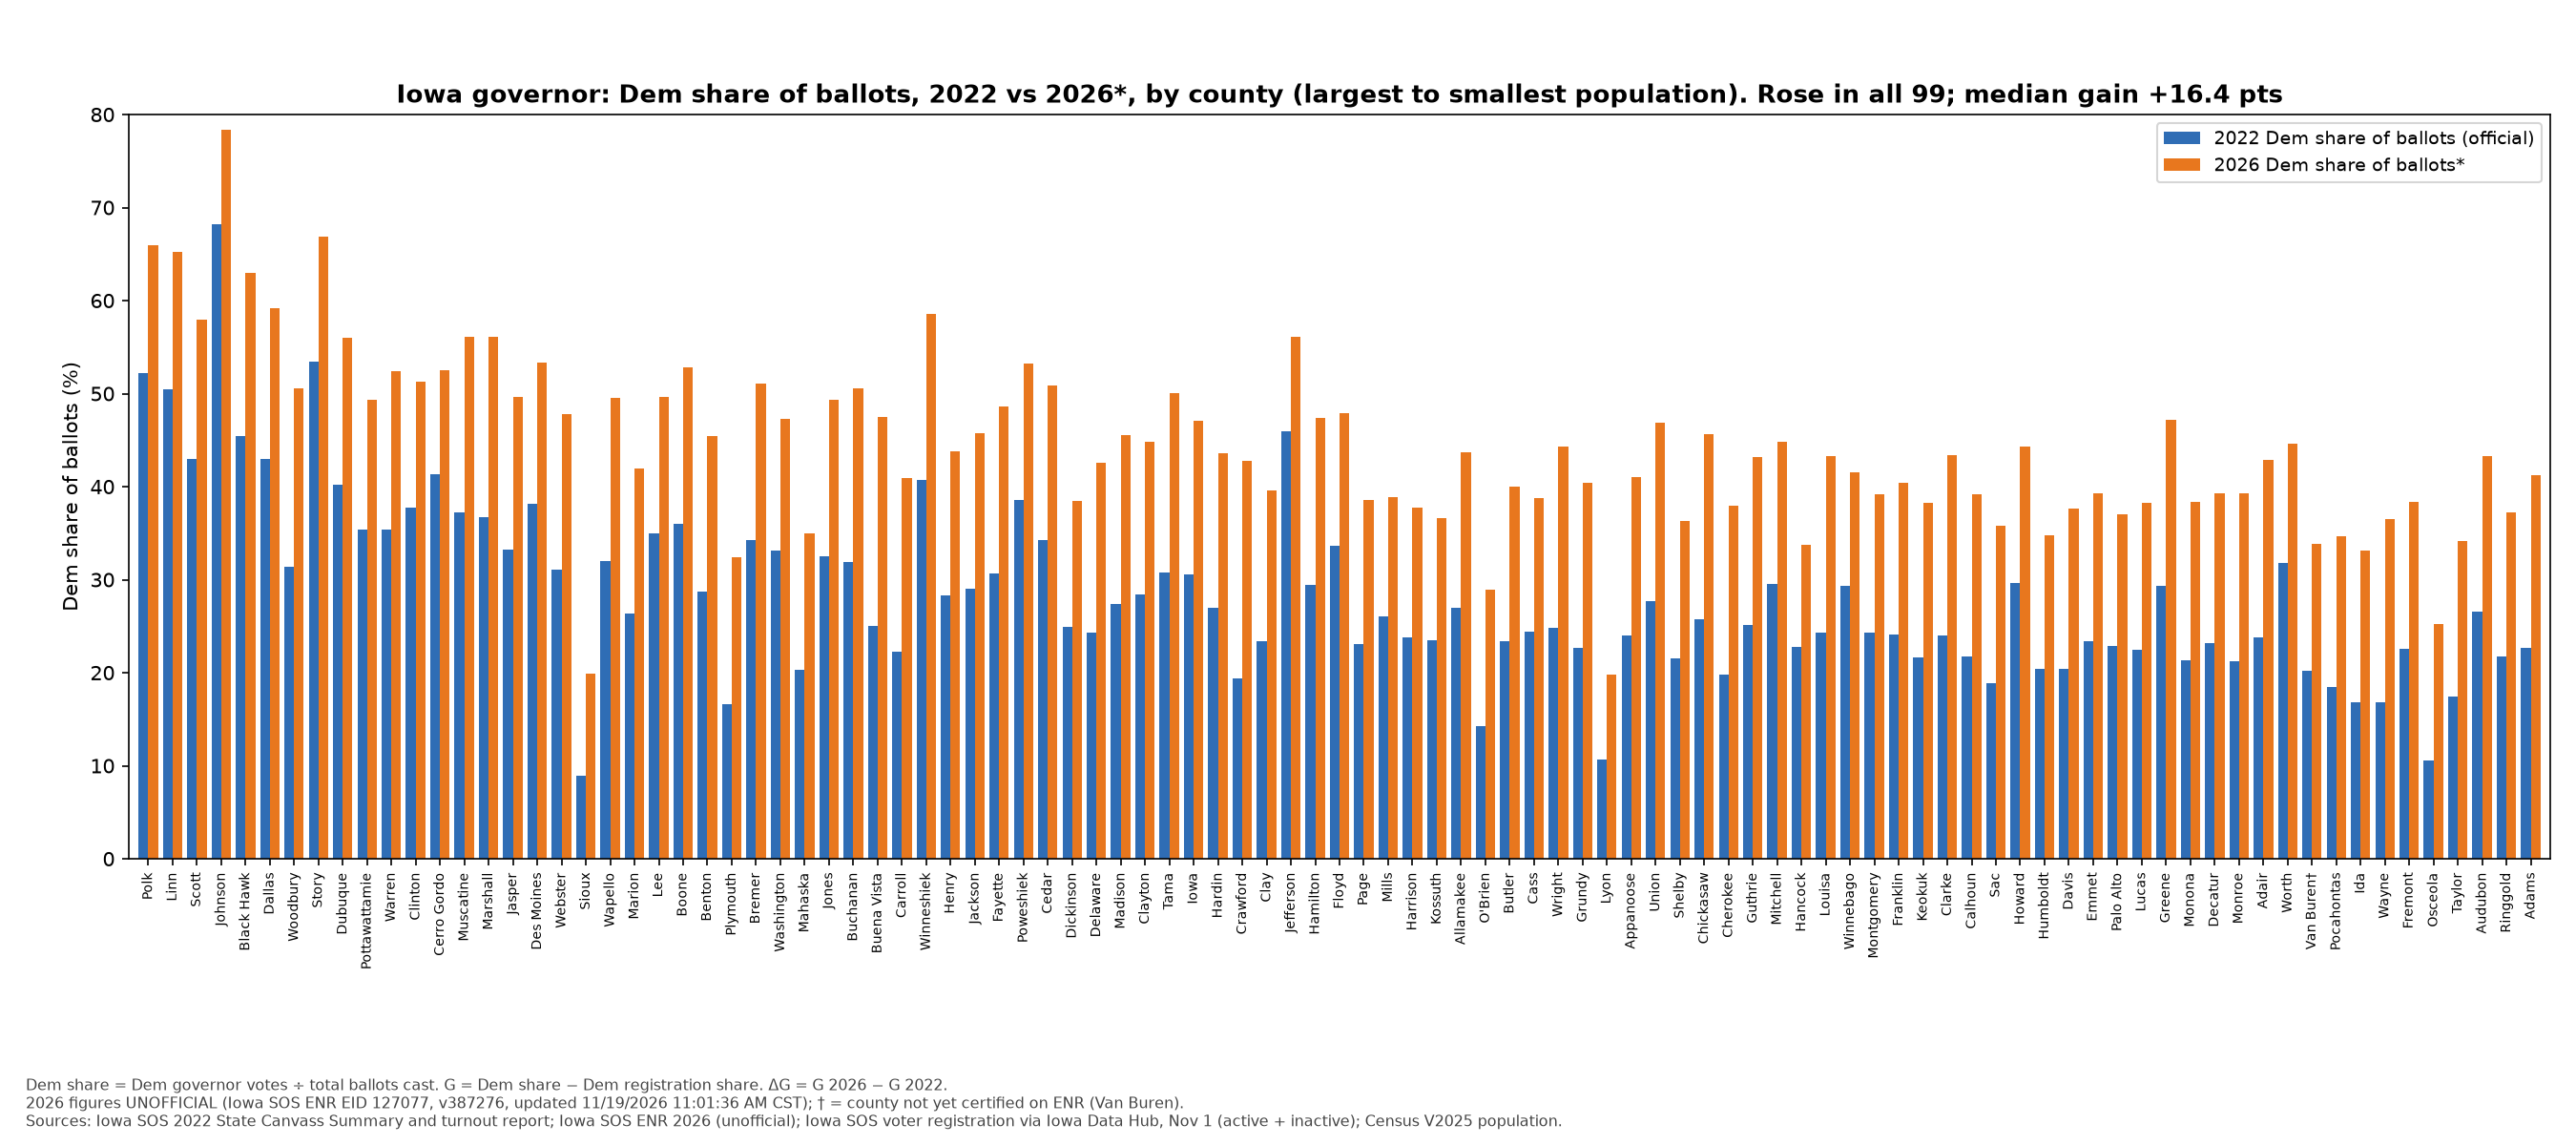 Iowa governor: Dem share of ballots, 2022 vs 2026*, by county (largest to smallest population). Rose in all 99; median gain +16.4 pts
2022 Dem share of ballots (official)
2026 Dem share of ballots*
Dem share of ballots (%)
80
70
60
50
40
30
20
10
0
Polk
Linn
Scott
Johnson
Black Hawk
Dallas
Woodbury
Story
Dubuque
Pottawattamie
Warren
Clinton
Cerro Gordo
Muscatine
Marshall
Jasper
Des Moines
Webster
Sioux
Wapello
Marion
Lee
Boone
Benton
Plymouth
Bremer
Washington
Mahaska
Jones
Buchanan
Buena Vista
Carroll
Winneshiek
Henry
Jackson
Fayette
Poweshiek
Cedar
Dickinson
Delaware
Madison
Clayton
Tama
Iowa
Hardin
Crawford
Clay
Jefferson
Hamilton
Floyd
Page
Mills
Harrison
Kossuth
Allamakee
O'Brien
Butler
Cass
Wright
Grundy
Lyon
Appanoose
Union
Shelby
Chickasaw
Cherokee
Guthrie
Mitchell
Hancock
Louisa
Winnebago
Montgomery
Franklin
Keokuk
Clarke
Calhoun
Sac
Howard
Humboldt
Davis
Emmet
Palo Alto
Lucas
Greene
Monona
Decatur
Monroe
Adair
Worth
Van Buren†
Pocahontas
Ida
Wayne
Fremont
Osceola
Taylor
Audubon
Ringgold
Adams
Dem share = Dem governor votes ÷ total ballots cast. G = Dem share − Dem registration share. ΔG = G 2026 − G 2022.
2026 figures UNOFFICIAL (Iowa SOS ENR EID 127077, v387276, updated 11/19/2026 11:01:36 AM CST); † = county not yet certified on ENR (Van Buren).
Sources: Iowa SOS 2022 State Canvass Summary and turnout report; Iowa SOS ENR 2026 (unofficial); Iowa SOS voter registration via Iowa Data Hub, Nov 1 (active + inactive); Census V2025 population.